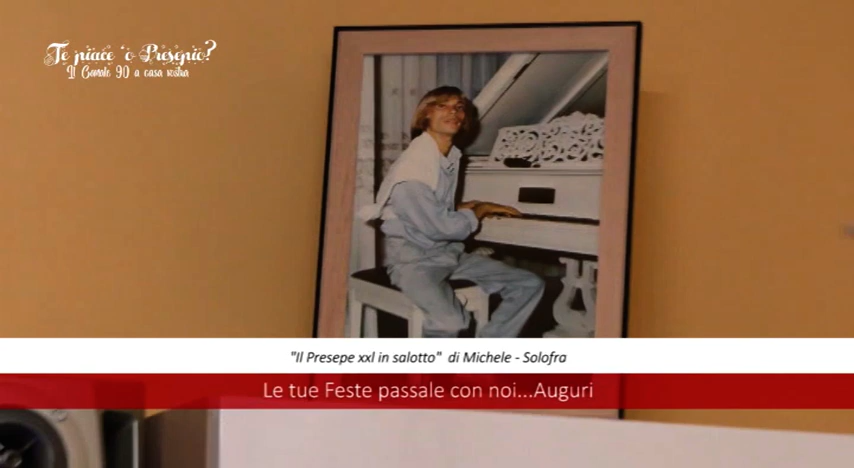 Te piace 'o Presepio?
Il Canale 90 a casa vostra
"Il Presepe xxl in salotto" di Michele - Solofra
Le tue Feste passale con noi...Auguri